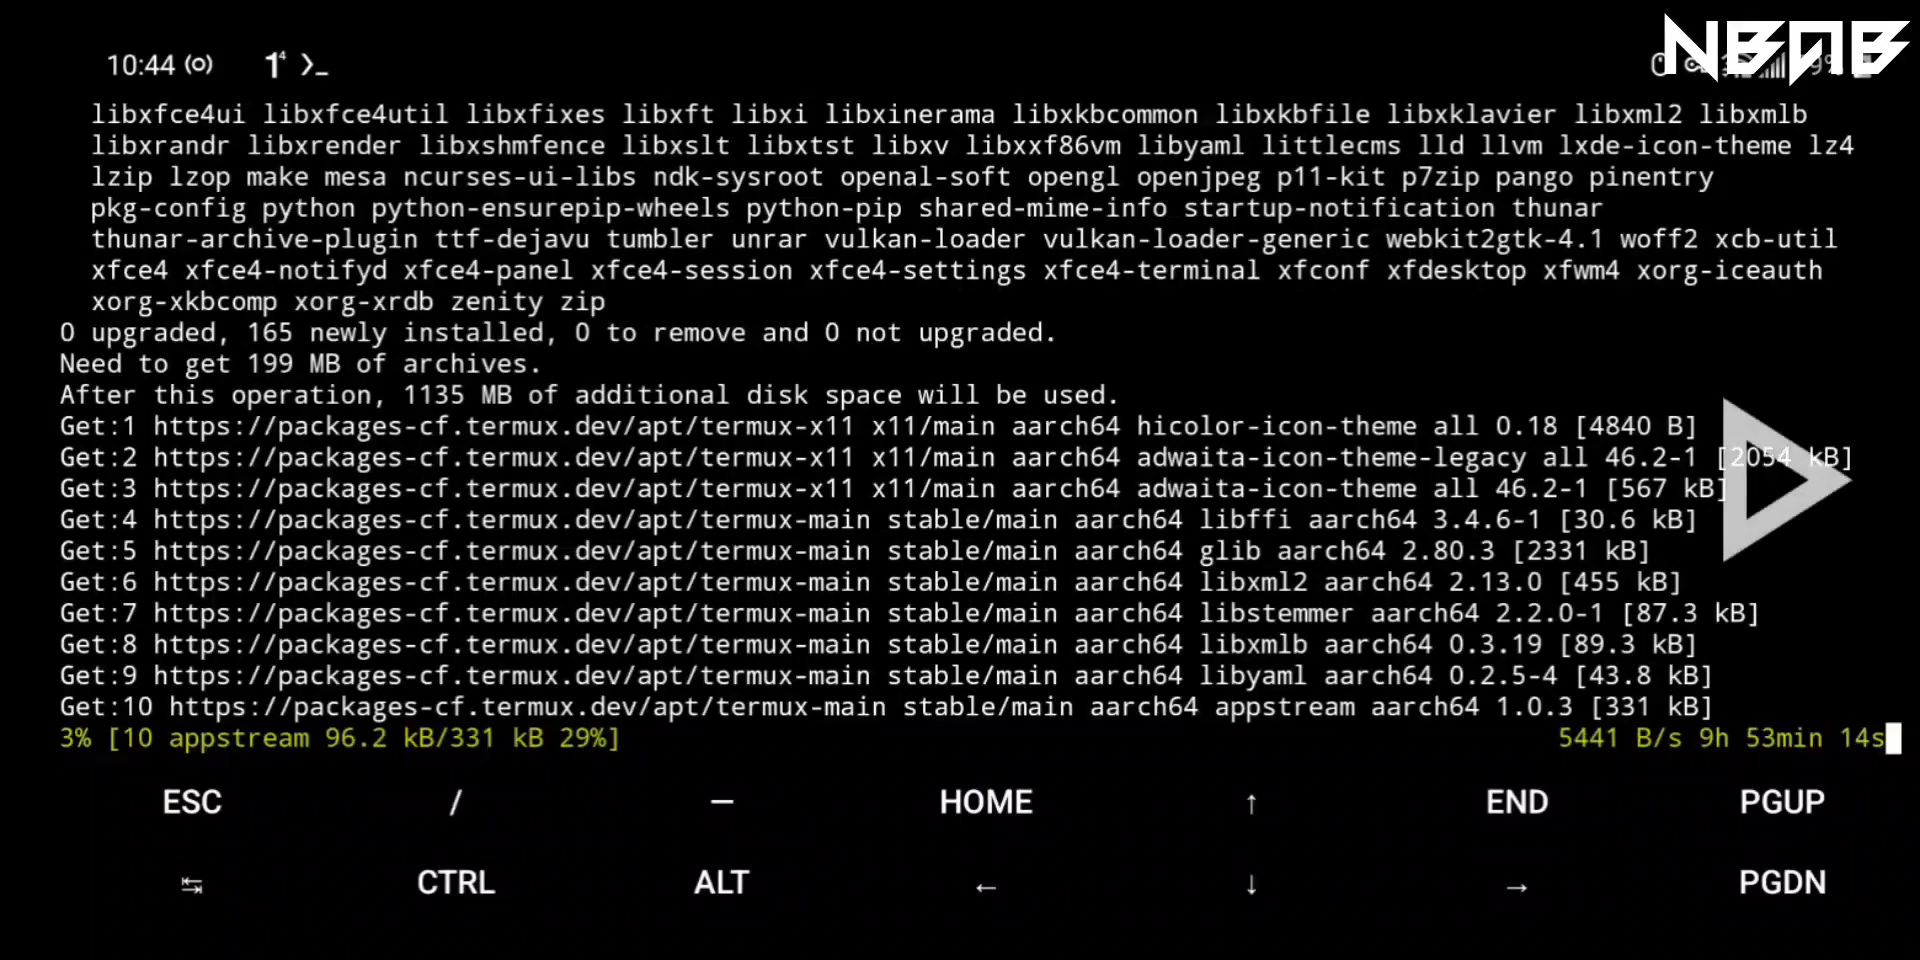 10:44 1 4 >_
NBAB
libxfce4ui libxfce4util libxfixes libxft libxi libxinerama libxkbcommon libxkbfile libxklavier libxml2 libxmlb
libxrandr libxrender libxshmfence libxslt libxtst libxv libxxf86vm libyaml littlecms lld llvm lxde-icon-theme lz4
lzip lzop make mesa ncurses-ui-libs ndk-sysroot openal-soft opengl openjpeg p11-kit p7zip pango pinentry
pkg-config python python-ensurepip-wheels python-pip shared-mime-info startup-notification thunar
thunar-archive-plugin ttf-dejavu tumbler unrar vulkan-loader vulkan-loader-generic webkit2gtk-4.1 woff2 xcb-util
xfce4 xfce4-notifyd xfce4-panel xfce4-session xfce4-settings xfce4-terminal xfconf xfdesktop xfwm4 xorg-iceauth
xorg-xkbcomp xorg-xrdb zenity zip
0 upgraded, 165 newly installed, 0 to remove and 0 not upgraded.
Need to get 199 MB of archives.
After this operation, 1135 MB of additional disk space will be used.
Get:1 https://packages-cf.termux.dev/apt/termux-x11 x11/main aarch64 hicolor-icon-theme all 0.18 [4840 B]
Get:2 https://packages-cf.termux.dev/apt/termux-x11 x11/main aarch64 adwaita-icon-theme-legacy all 46.2-1 [2054 kB]
Get:3 https://packages-cf.termux.dev/apt/termux-x11 x11/main aarch64 adwaita-icon-theme all 46.2-1 [567 kB]
Get:4 https://packages-cf.termux.dev/apt/termux-main stable/main aarch64 libffi aarch64 3.4.6-1 [30.6 kB]
Get:5 https://packages-cf.termux.dev/apt/termux-main stable/main aarch64 glib aarch64 2.80.3 [2331 kB]
Get:6 https://packages-cf.termux.dev/apt/termux-main stable/main aarch64 libxml2 aarch64 2.13.0 [455 kB]
Get:7 https://packages-cf.termux.dev/apt/termux-main stable/main aarch64 libstemmer aarch64 2.2.0-1 [87.3 kB]
Get:8 https://packages-cf.termux.dev/apt/termux-main stable/main aarch64 libxmlb aarch64 0.3.19 [89.3 kB]
Get:9 https://packages-cf.termux.dev/apt/termux-main stable/main aarch64 libyaml aarch64 0.2.5-4 [43.8 kB]
Get:10 https://packages-cf.termux.dev/apt/termux-main stable/main aarch64 appstream aarch64 1.0.3 [331 kB]
3% [10 appstream 96.2 kB/331 kB 29%] 5441 B/s 9h 53min 14s
ESC / — HOME ↑ END PGUP
↹ CTRL ALT ← ↓ → PGDN